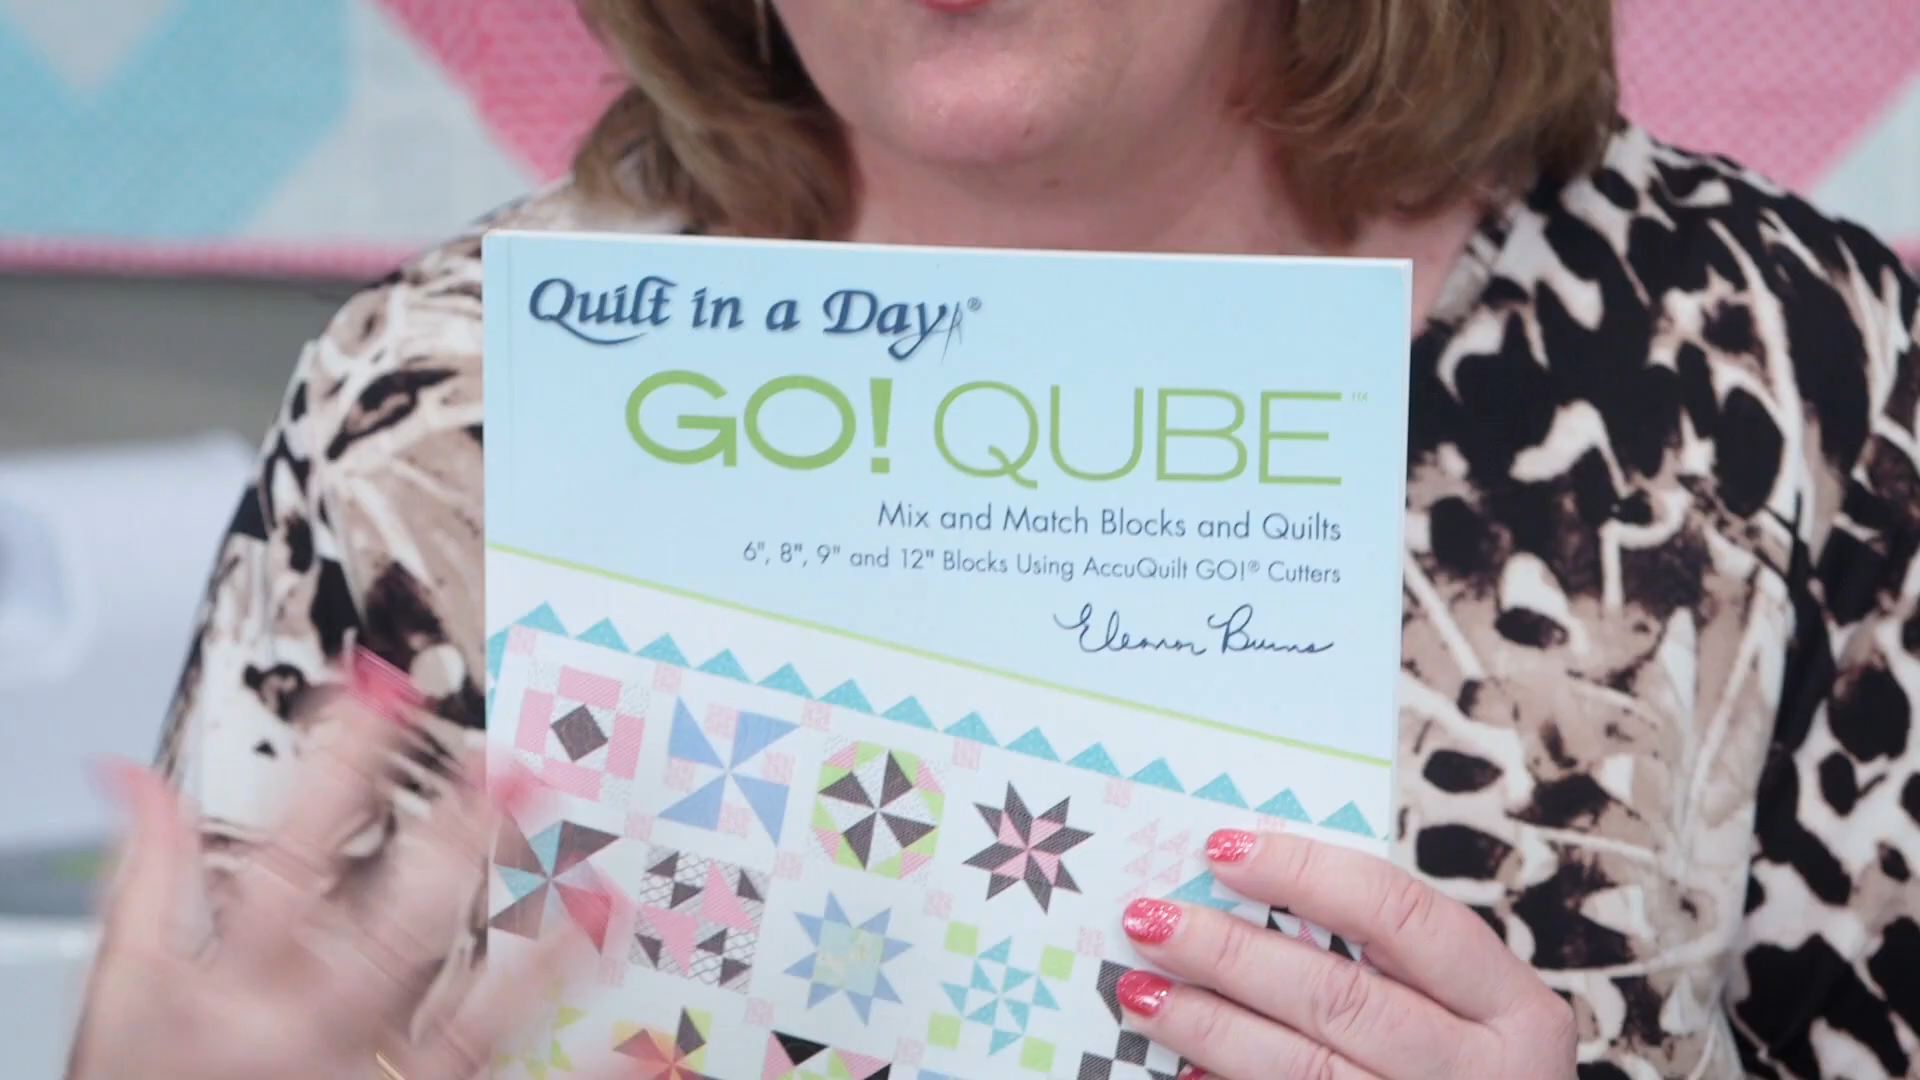 Quilt in a Day®
GO! QUBE™
Mix and Match Blocks and Quilts
6", 8", 9" and 12" Blocks Using AccuQuilt GO!® Cutters
Eleanor Burns